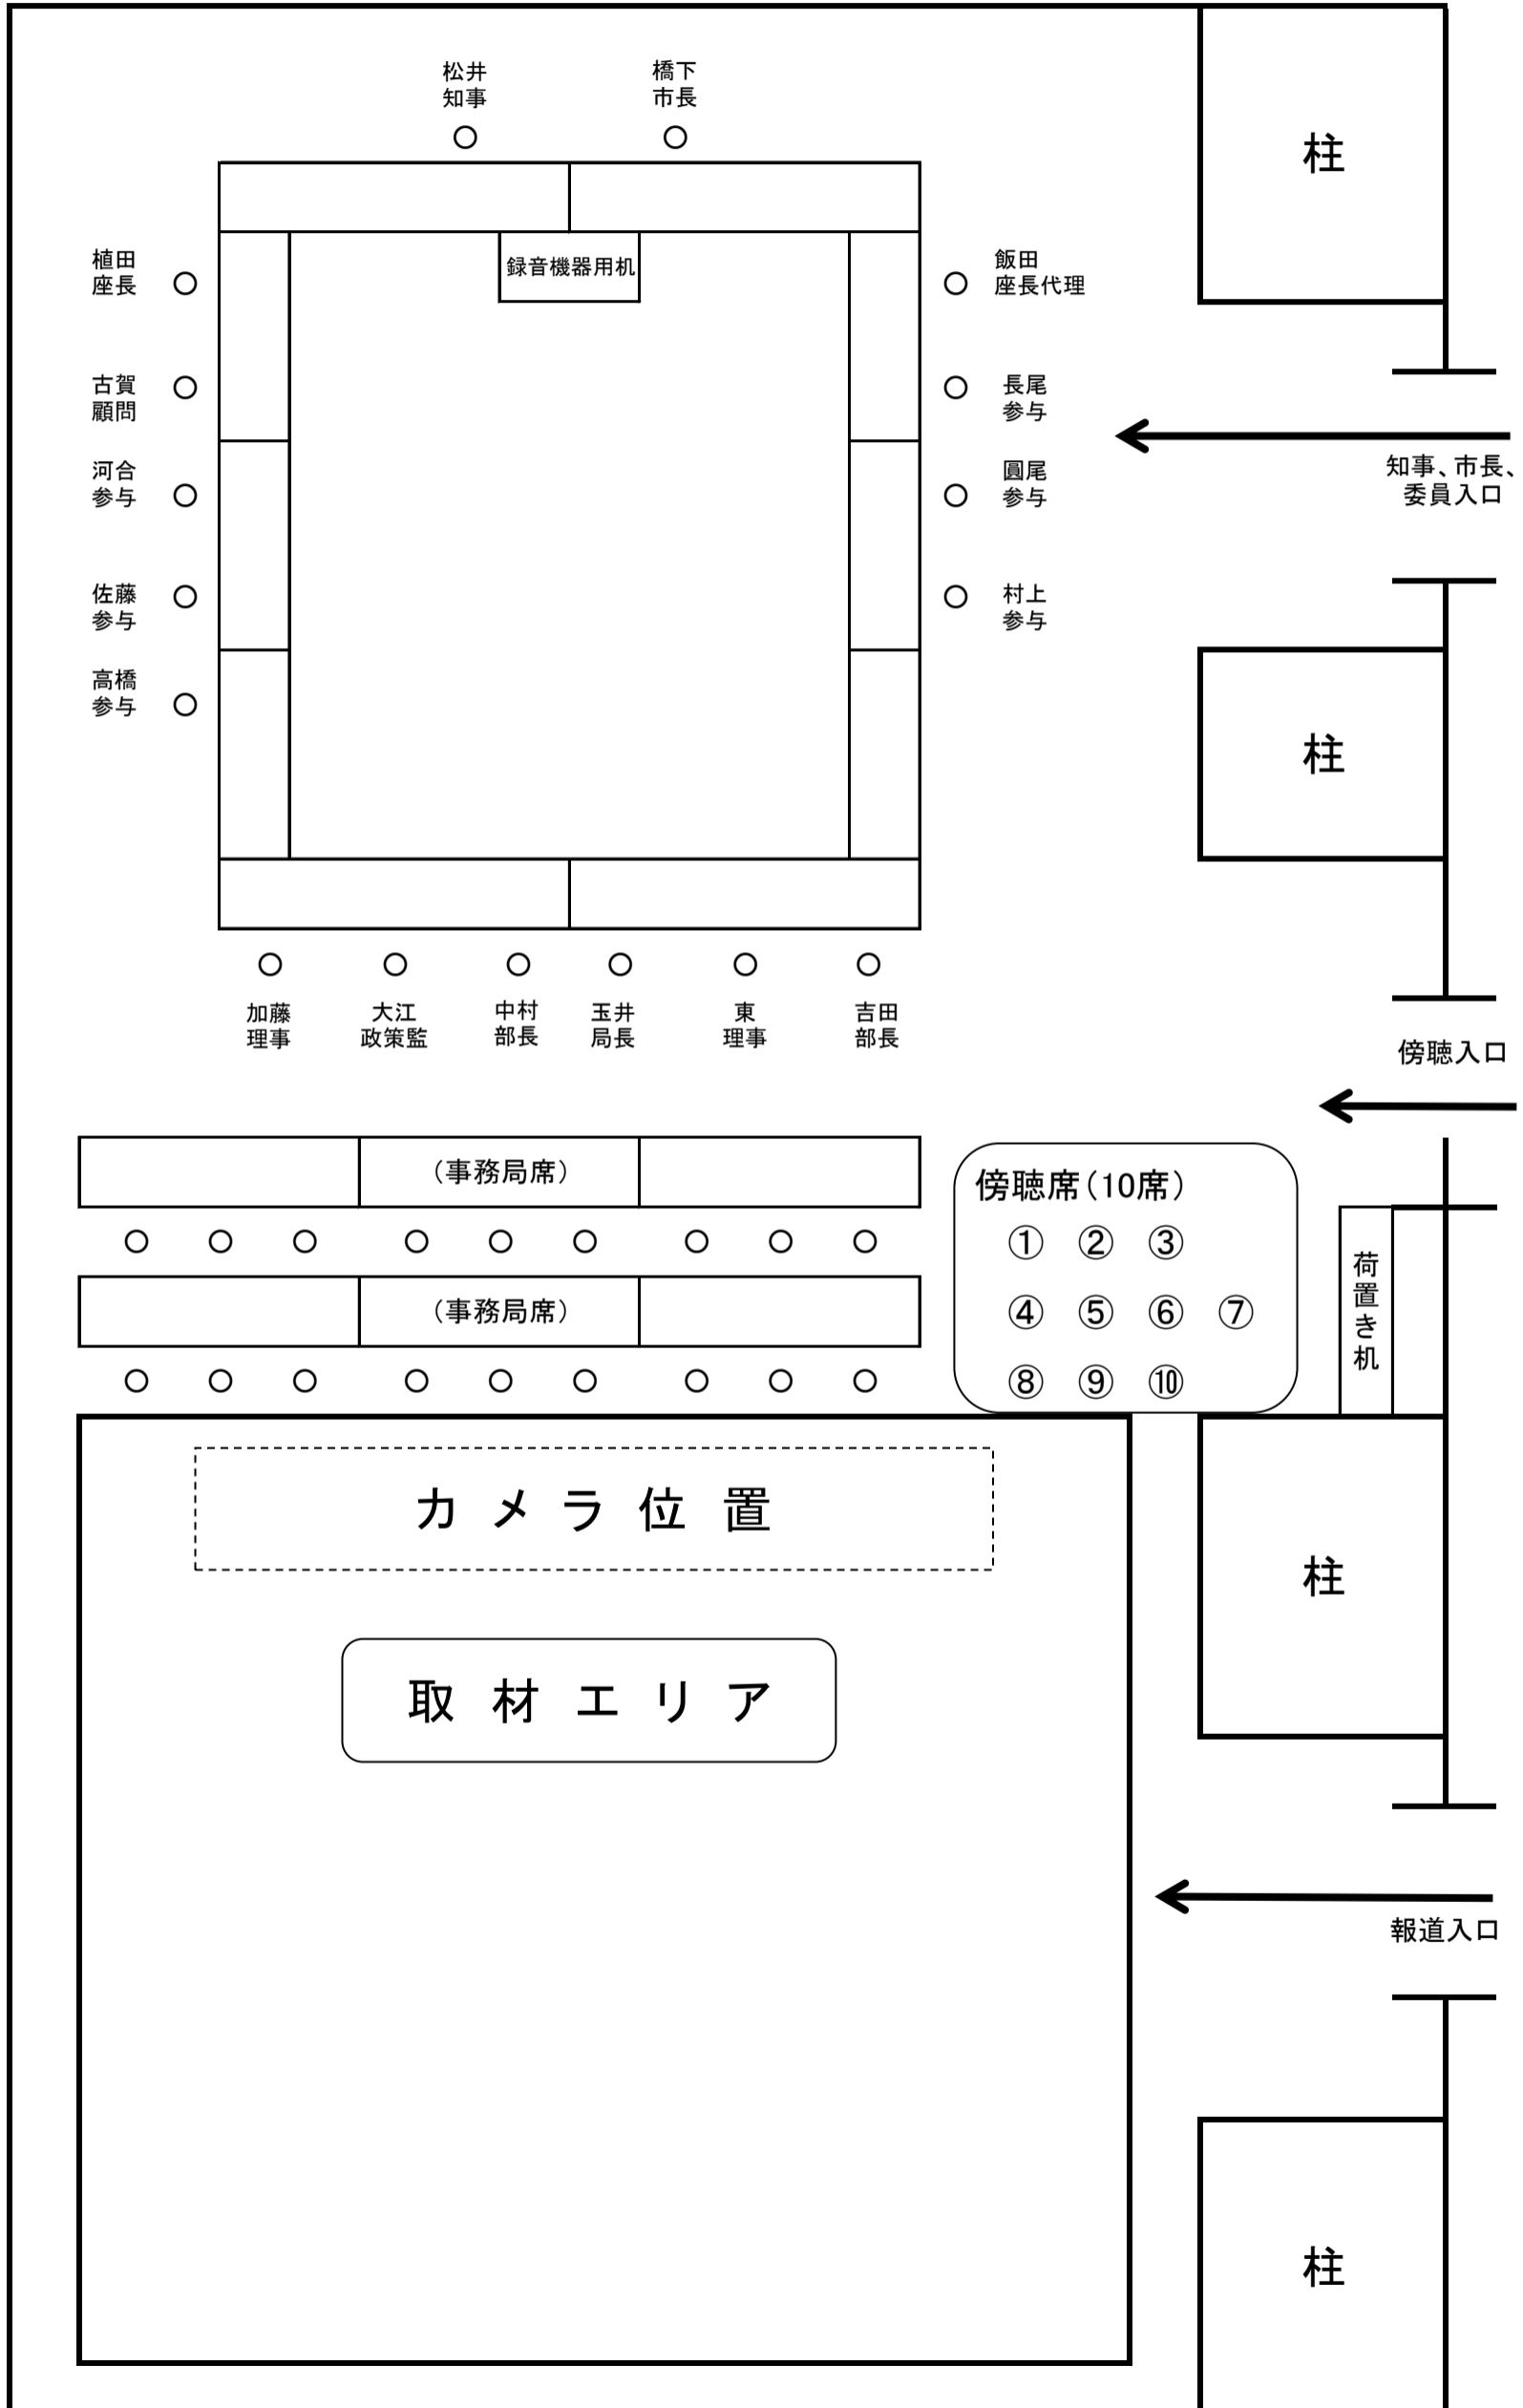 松井
知事
橋下
市長
柱
録音機器用机
植田
座長
飯田
座長代理
古賀
顧問
長尾
参与
知事、市長、
委員入口
河合
参与
圓尾
参与
佐藤
参与
村上
参与
高橋
参与
柱
加藤
理事
大江
政策監
中村
部長
玉井
局長
東
理事
吉田
部長
傍聴入口
（事務局席）
傍聴席（10席）
① ② ③
④ ⑤ ⑥ ⑦
⑧ ⑨ ⑩
荷置き机
（事務局席）
カメラ位置
柱
取材エリア
報道入口
柱